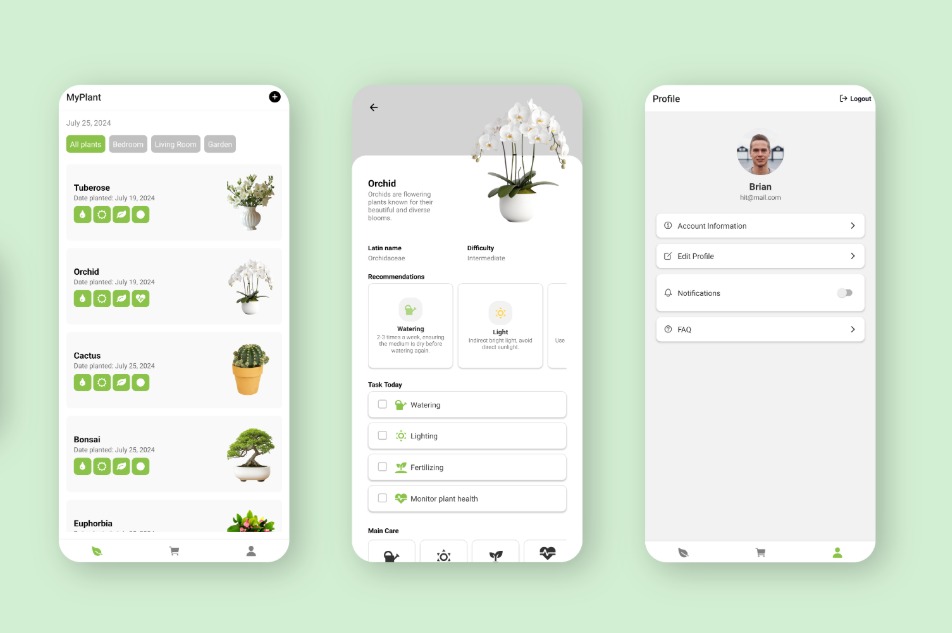 MyPlant
July 25, 2024
All plants
Bedroom
Living Room
Garden
Tuberose
Date planted: July 19, 2024
Orchid
Date planted: July 19, 2024
Cactus
Date planted: July 25, 2024
Bonsai
Date planted: July 25, 2024
Euphorbia
Orchid
Orchids are flowering
plants known for their
beautiful and diverse
blooms.
Latin name
Difficulty
Orchidaceae
Intermediate
Recommendations
Watering
2-3 times a week, ensuring
the medium is dry before
watering again.
Light
Indirect bright light, avoid
direct sunlight.
Use
Task Today
Watering
Lighting
Fertilizing
Monitor plant health
Main Care
Profile
Logout
Brian
hit@mail.com
Account Information
Edit Profile
Notifications
FAQ